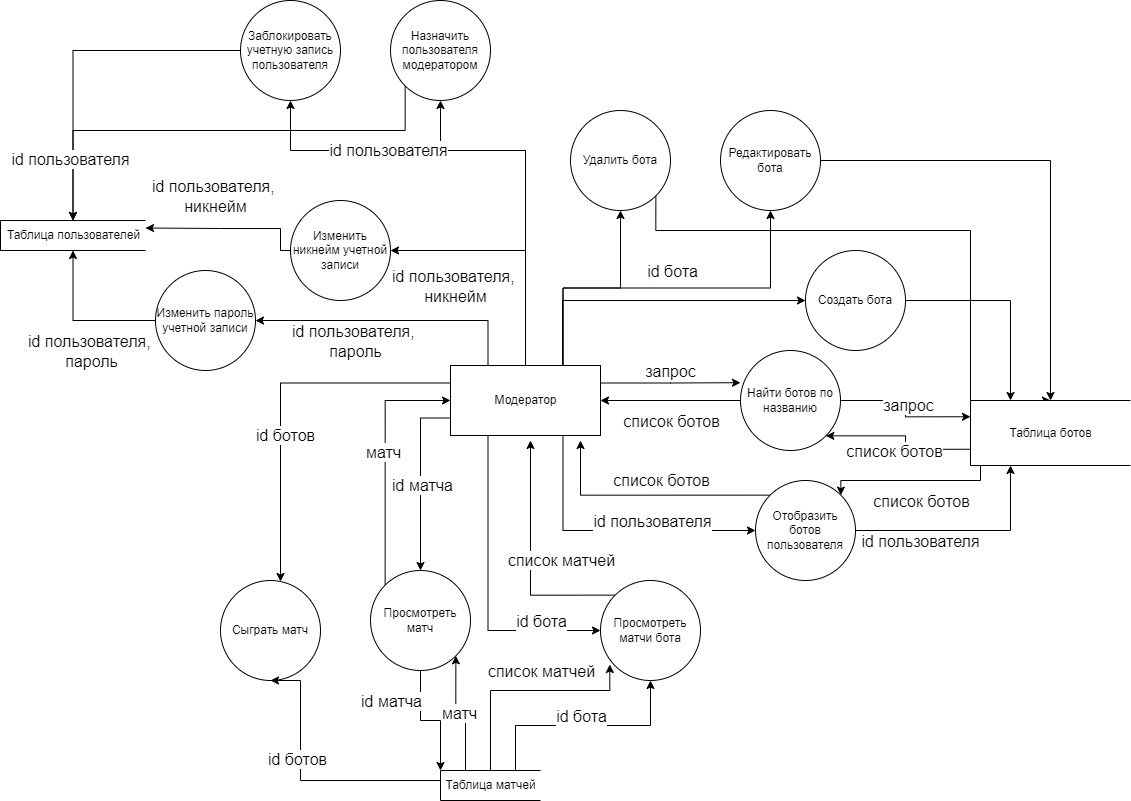 Заблокировать
учетную запись
пользователя
Назначить
пользователя
модератором
id пользователя
id пользователя
id пользователя,
никнейм
Таблица пользователей
Изменить
никнейм учетной
записи
id пользователя,
никнейм
Изменить пароль
учетной записи
id пользователя,
пароль
id пользователя,
пароль
Удалить бота
Редактировать
бота
id бота
Создать бота
Модератор
запрос
список ботов
Найти ботов по
названию
запрос
список ботов
Таблица ботов
список ботов
список ботов
id пользователя
Отобразить
ботов
пользователя
id пользователя
id ботов
матч
id матча
список матчей
Сыграть матч
Просмотреть
матч
id бота
Просмотреть
матчи бота
список матчей
id матча
матч
id бота
id ботов
Таблица матчей